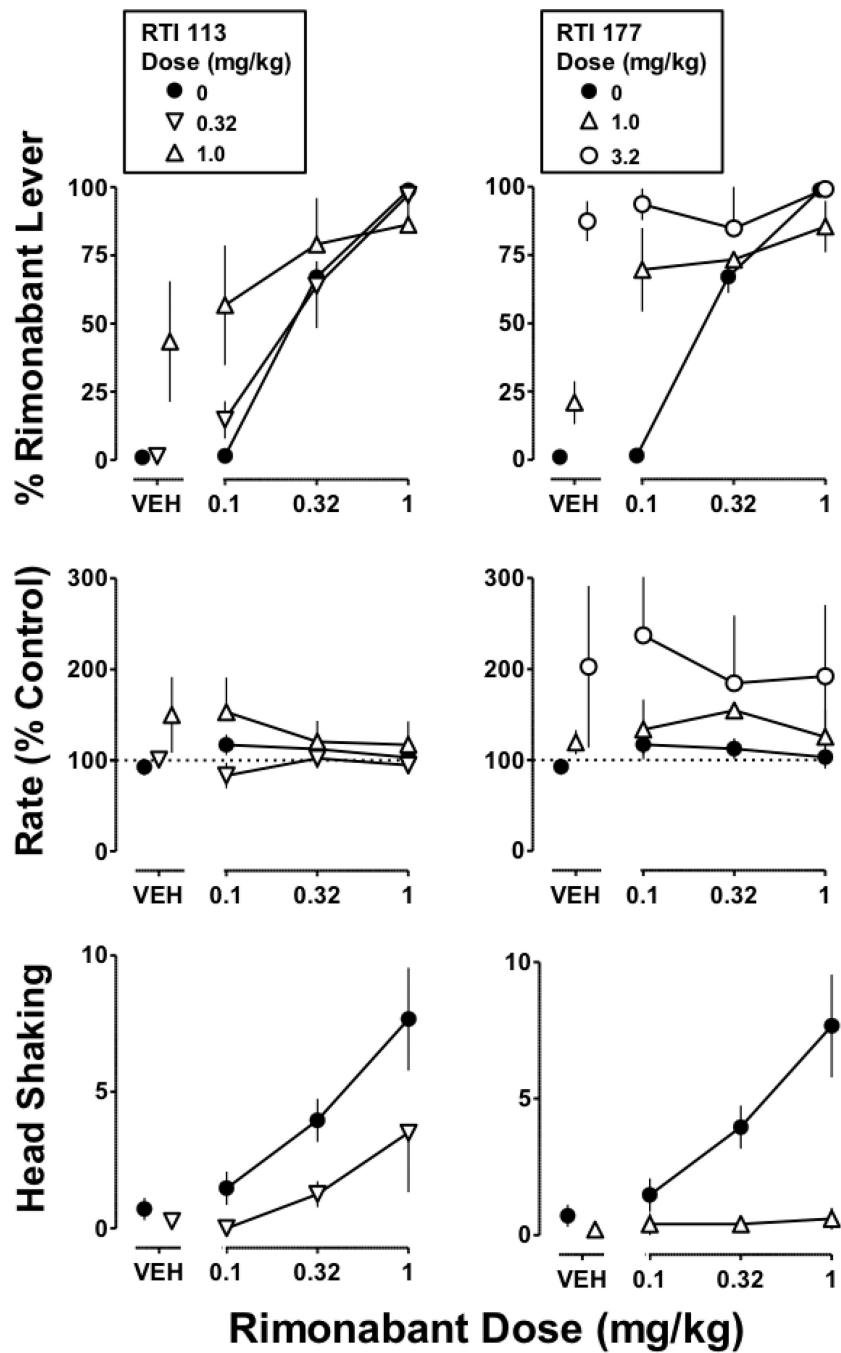 RTI 113
Dose (mg/kg)
0
0.32
1.0
RTI 177
Dose (mg/kg)
0
1.0
3.2
% Rimonabant Lever
100
75
50
25
0
VEH 0.1 0.32 1
100
75
50
25
0
VEH 0.1 0.32 1
Rate (% Control)
300
200
100
0
VEH 0.1 0.32 1
300
200
100
0
VEH 0.1 0.32 1
Head Shaking
10
5
0
VEH 0.1 0.32 1
10
5
0
VEH 0.1 0.32 1
Rimonabant Dose (mg/kg)